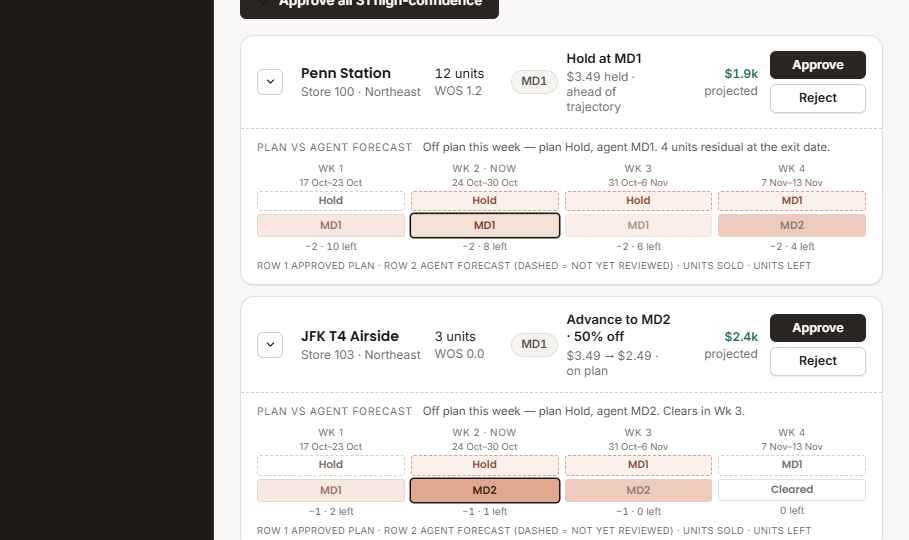 Approve all 31 high-confidence
Penn Station
Store 100 · Northeast
12 units
WOS 1.2
MD1
Hold at MD1
$3.49 held ·
ahead of
trajectory
$1.9k
projected
Approve
Reject
PLAN VS AGENT FORECAST Off plan this week — plan Hold, agent MD1. 4 units residual at the exit date.
WK 1 WK 2 · NOW WK 3 WK 4
17 Oct–23 Oct 24 Oct–30 Oct 31 Oct–6 Nov 7 Nov–13 Nov
Hold Hold Hold MD1
MD1 MD1 MD1 MD2
−2 · 10 left −2 · 8 left −2 · 6 left −2 · 4 left
ROW 1 APPROVED PLAN · ROW 2 AGENT FORECAST (DASHED = NOT YET REVIEWED) · UNITS SOLD · UNITS LEFT
JFK T4 Airside
Store 103 · Northeast
3 units
WOS 0.0
MD1
Advance to MD2
· 50% off
$3.49 → $2.49 ·
on plan
$2.4k
projected
Approve
Reject
PLAN VS AGENT FORECAST Off plan this week — plan Hold, agent MD2. Clears in Wk 3.
WK 1 WK 2 · NOW WK 3 WK 4
17 Oct–23 Oct 24 Oct–30 Oct 31 Oct–6 Nov 7 Nov–13 Nov
Hold Hold MD1 MD1
MD1 MD2 MD2 Cleared
−1 · 2 left −1 · 1 left −1 · 0 left 0 left
ROW 1 APPROVED PLAN · ROW 2 AGENT FORECAST (DASHED = NOT YET REVIEWED) · UNITS SOLD · UNITS LEFT